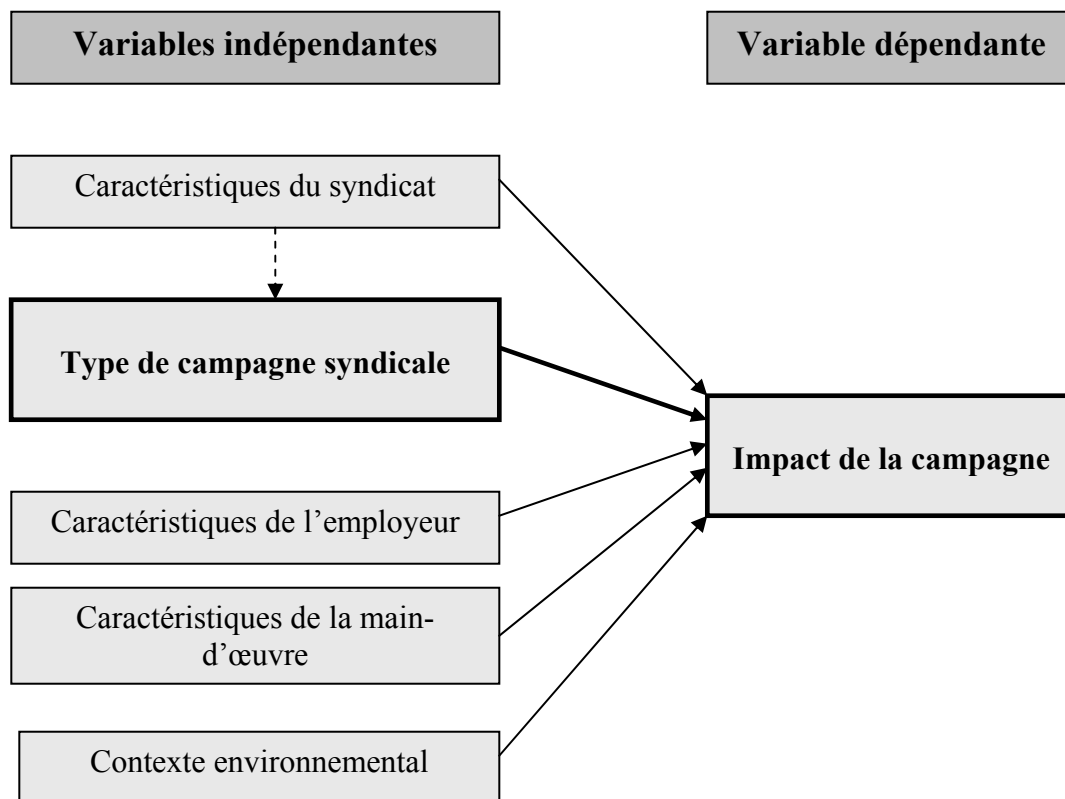 Variables indépendantes
Variable dépendante
Caractéristiques du syndicat
Type de campagne syndicale
Impact de la campagne
Caractéristiques de l’employeur
Caractéristiques de la main-
d’œuvre
Contexte environnemental